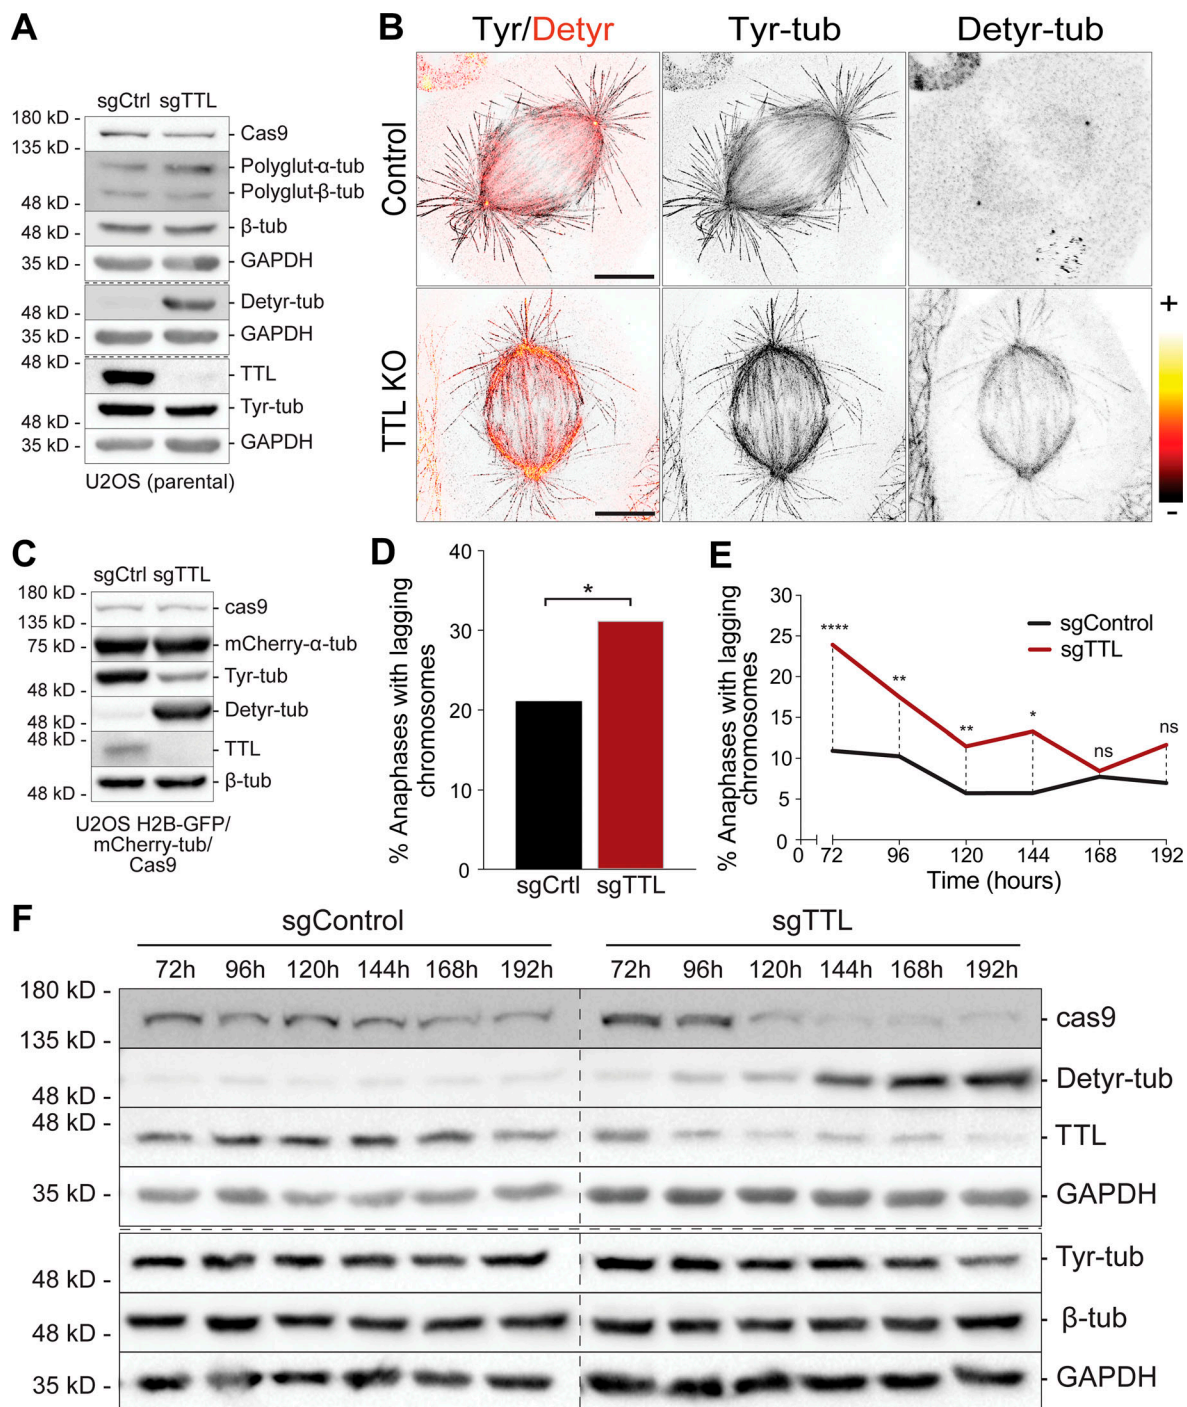 A
sgCtrl sgTTL
180 kD -
135 kD -
48 kD -
48 kD -
35 kD -
48 kD -
35 kD -
48 kD -
48 kD -
35 kD -
Cas9
Polyglut-α-tub
Polyglut-β-tub
β-tub
GAPDH
Detyr-tub
GAPDH
TTL
Tyr-tub
GAPDH
U2OS (parental)
B
Tyr/Detyr Tyr-tub Detyr-tub
Control
TTL KO
+
-
C
sgCtrl sgTTL
180 kD -
135 kD -
75 kD -
48 kD -
48 kD -
48 kD -
48 kD -
cas9
mCherry-α-tub
Tyr-tub
Detyr-tub
TTL
β-tub
U2OS H2B-GFP/
mCherry-tub/
Cas9
D
% Anaphases with lagging
chromosomes
40
30
20
10
0
*
sgCrtl sgTTL
E
% Anaphases with lagging
chromosomes
30
25
20
15
10
5
0
****
**
**
*
ns
ns
sgControl
sgTTL
72 96 120 144 168 192
Time (hours)
F
sgControl sgTTL
72h 96h 120h 144h 168h 192h 72h 96h 120h 144h 168h 192h
180 kD -
135 kD -
48 kD -
48 kD -
35 kD -
48 kD -
48 kD -
35 kD -
cas9
Detyr-tub
TTL
GAPDH
Tyr-tub
β-tub
GAPDH